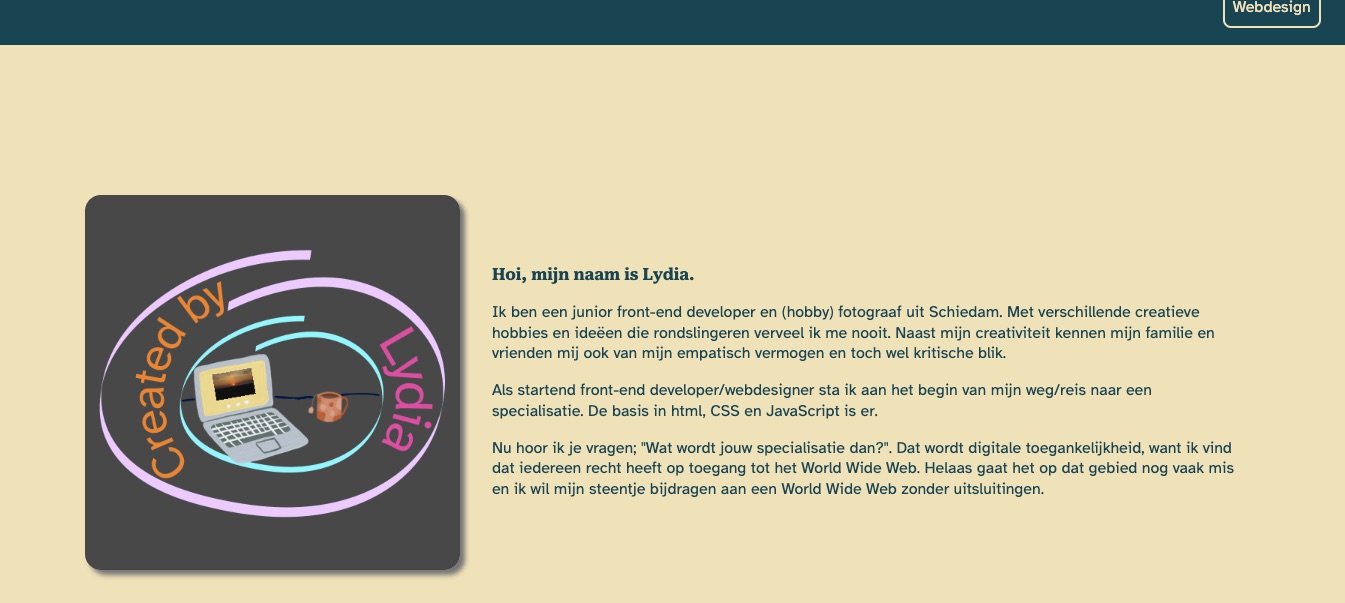 Webdesign
Created by
Lydia
Hoi, mijn naam is Lydia.
Ik ben een junior front-end developer en (hobby) fotograaf uit Schiedam. Met verschillende creatieve
hobbies en ideëen die rondslingeren verveel ik me nooit. Naast mijn creativiteit kennen mijn familie en
vrienden mij ook van mijn empatisch vermogen en toch wel kritische blik.
Als startend front-end developer/webdesigner sta ik aan het begin van mijn weg/reis naar een
specialisatie. De basis in html, CSS en JavaScript is er.
Nu hoor ik je vragen; "Wat wordt jouw specialisatie dan?". Dat wordt digitale toegankelijkheid, want ik vind
dat iedereen recht heeft op toegang tot het World Wide Web. Helaas gaat het op dat gebied nog vaak mis
en ik wil mijn steentje bijdragen aan een World Wide Web zonder uitsluitingen.